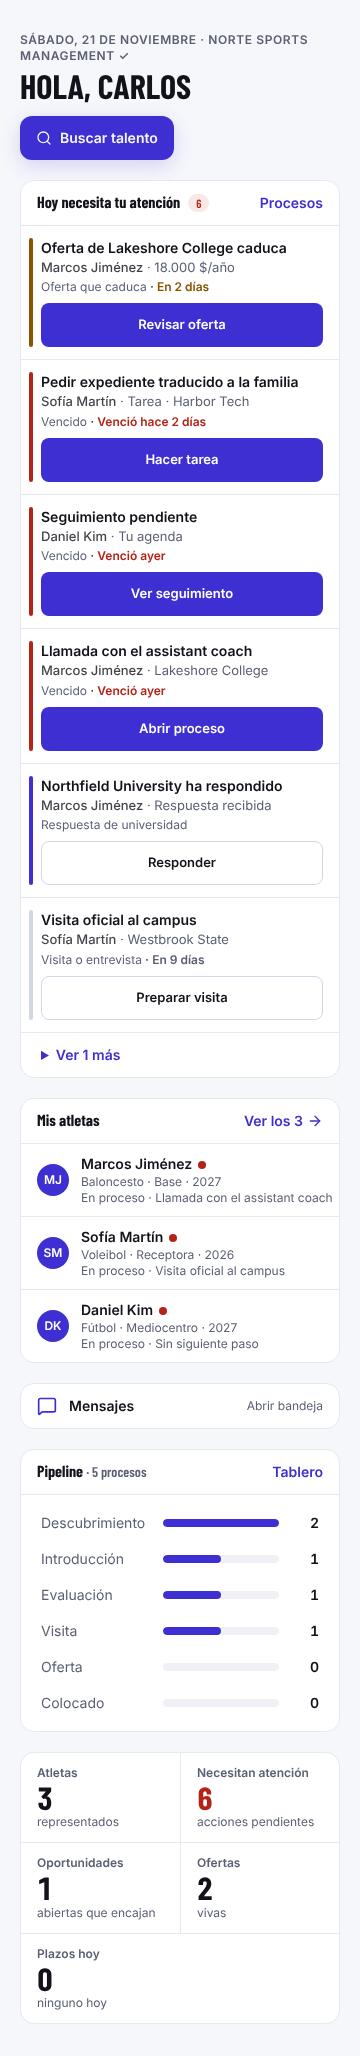 SÁBADO, 21 DE NOVIEMBRE · NORTE SPORTS
MANAGEMENT ✓
HOLA, CARLOS
Buscar talento
Hoy necesita tu atención 6 Procesos
Oferta de Lakeshore College caduca
Marcos Jiménez · 18.000 $/año
Oferta que caduca · En 2 días
Revisar oferta
Pedir expediente traducido a la familia
Sofía Martín · Tarea · Harbor Tech
Vencido · Venció hace 2 días
Hacer tarea
Seguimiento pendiente
Daniel Kim · Tu agenda
Vencido · Venció ayer
Ver seguimiento
Llamada con el assistant coach
Marcos Jiménez · Lakeshore College
Vencido · Venció ayer
Abrir proceso
Northfield University ha respondido
Marcos Jiménez · Respuesta recibida
Respuesta de universidad
Responder
Visita oficial al campus
Sofía Martín · Westbrook State
Visita o entrevista · En 9 días
Preparar visita
▶ Ver 1 más
Mis atletas Ver los 3 →
MJ Marcos Jiménez
Baloncesto · Base · 2027
En proceso · Llamada con el assistant coach
SM Sofía Martín
Voleibol · Receptora · 2026
En proceso · Visita oficial al campus
DK Daniel Kim
Fútbol · Mediocentro · 2027
En proceso · Sin siguiente paso
Mensajes Abrir bandeja
Pipeline · 5 procesos Tablero
Descubrimiento 2
Introducción 1
Evaluación 1
Visita 1
Oferta 0
Colocado 0
Atletas
3
representados
Necesitan atención
6
acciones pendientes
Oportunidades
1
abiertas que encajan
Ofertas
2
vivas
Plazos hoy
0
ninguno hoy